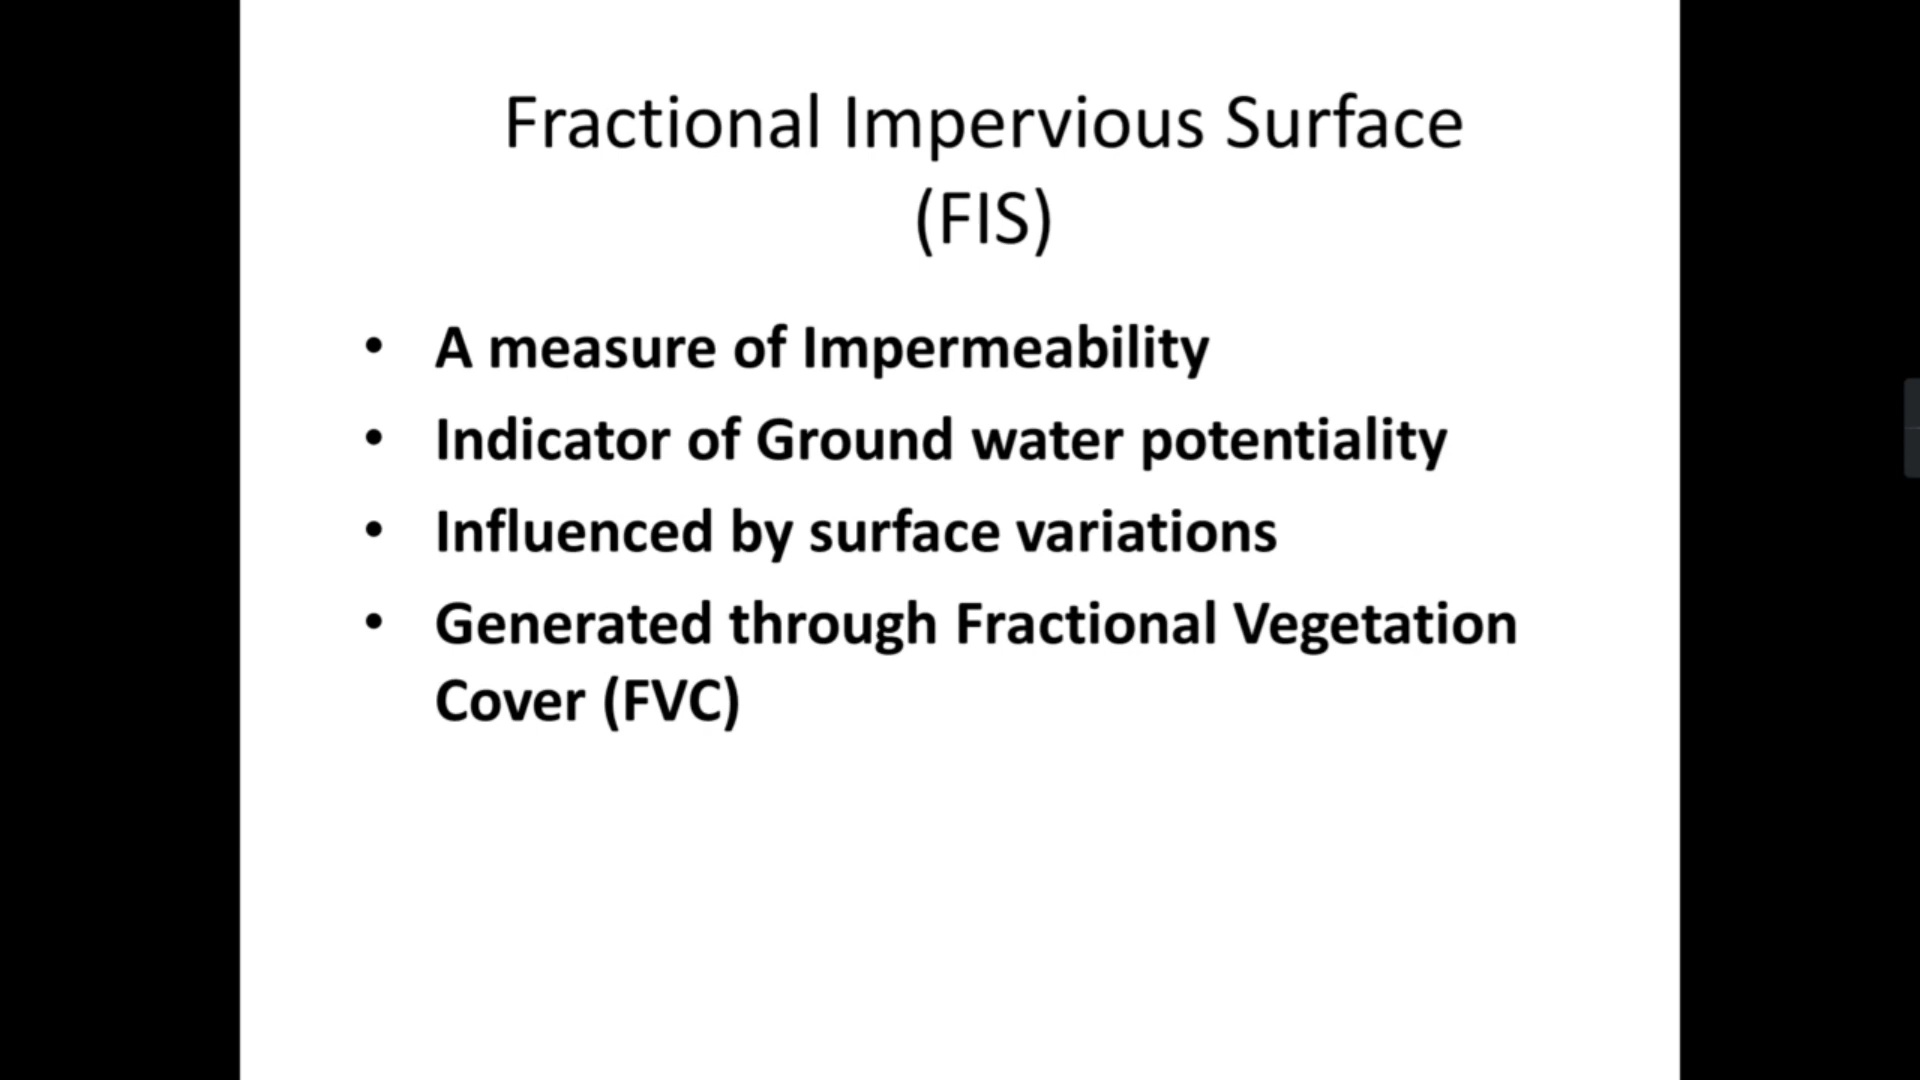 Fractional Impervious Surface
(FIS)
• A measure of Impermeability
• Indicator of Ground water potentiality
• Influenced by surface variations
• Generated through Fractional Vegetation
Cover (FVC)